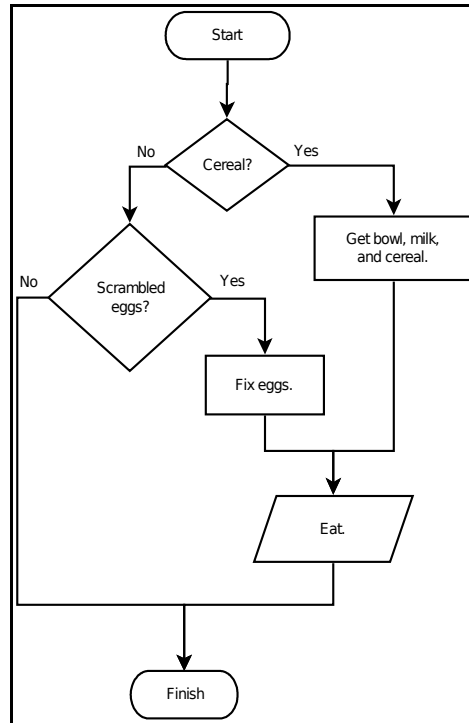 Start
No
Cereal?
Yes
Get bowl, milk,
and cereal.
No
Scrambled
eggs?
Yes
Fix eggs.
Eat.
Finish